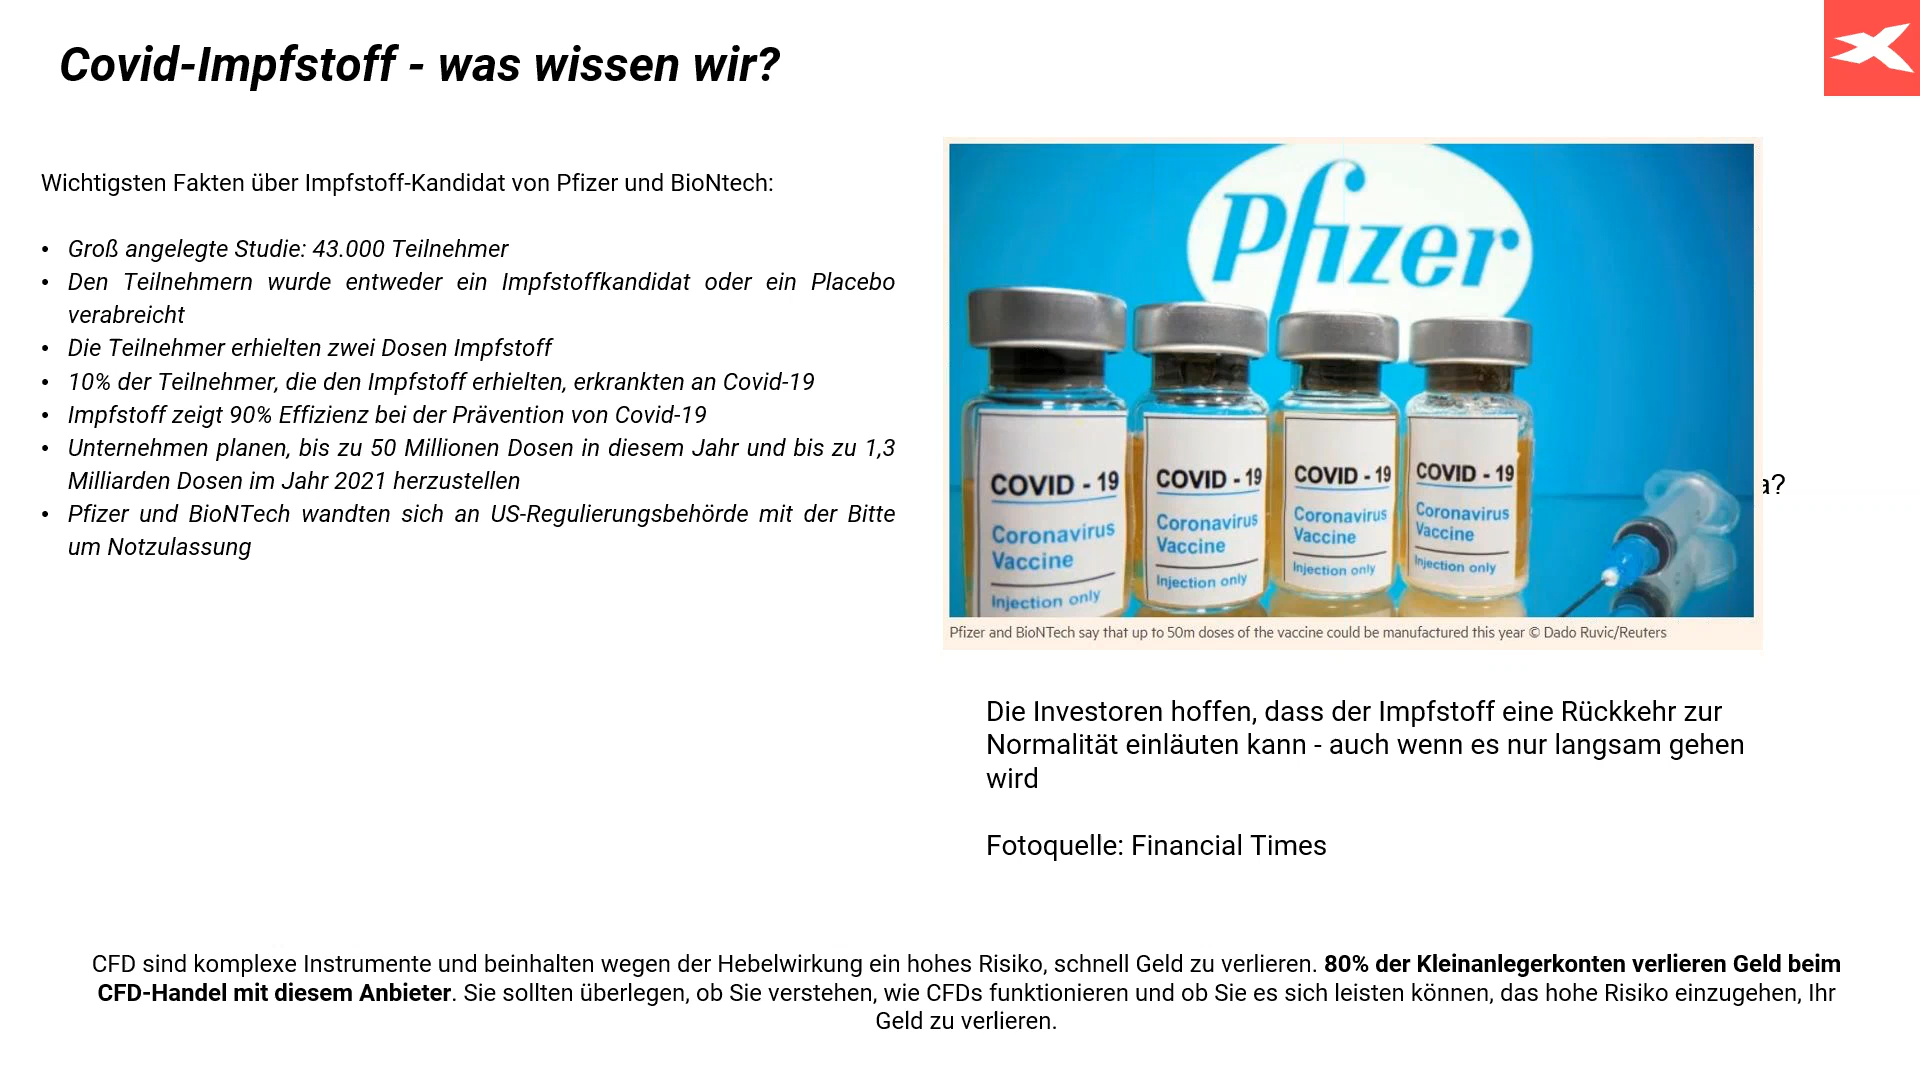 Covid-Impfstoff - was wissen wir?
Wichtigsten Fakten über Impfstoff-Kandidat von Pfizer und BioNtech:
• Groß angelegte Studie: 43.000 Teilnehmer
• Den Teilnehmern wurde entweder ein Impfstoffkandidat oder ein Placebo
verabreicht
• Die Teilnehmer erhielten zwei Dosen Impfstoff
• 10% der Teilnehmer, die den Impfstoff erhielten, erkrankten an Covid-19
• Impfstoff zeigt 90% Effizienz bei der Prävention von Covid-19
• Unternehmen planen, bis zu 50 Millionen Dosen in diesem Jahr und bis zu 1,3
Milliarden Dosen im Jahr 2021 herzustellen
• Pfizer und BioNTech wandten sich an US-Regulierungsbehörde mit der Bitte
um Notzulassung
Pfizer
COVID - 19
Coronavirus
Vaccine
Injection only
COVID - 19
Coronavirus
Vaccine
Injection only
COVID - 19
Coronavirus
Vaccine
Injection only
COVID - 19
Coronavirus
Vaccine
Injection only
a?
Pfizer and BioNTech say that up to 50m doses of the vaccine could be manufactured this year © Dado Ruvic/Reuters
Die Investoren hoffen, dass der Impfstoff eine Rückkehr zur
Normalität einläuten kann - auch wenn es nur langsam gehen
wird
Fotoquelle: Financial Times
CFD sind komplexe Instrumente und beinhalten wegen der Hebelwirkung ein hohes Risiko, schnell Geld zu verlieren. 80% der Kleinanlegerkonten verlieren Geld beim
CFD-Handel mit diesem Anbieter. Sie sollten überlegen, ob Sie verstehen, wie CFDs funktionieren und ob Sie es sich leisten können, das hohe Risiko einzugehen, Ihr
Geld zu verlieren.